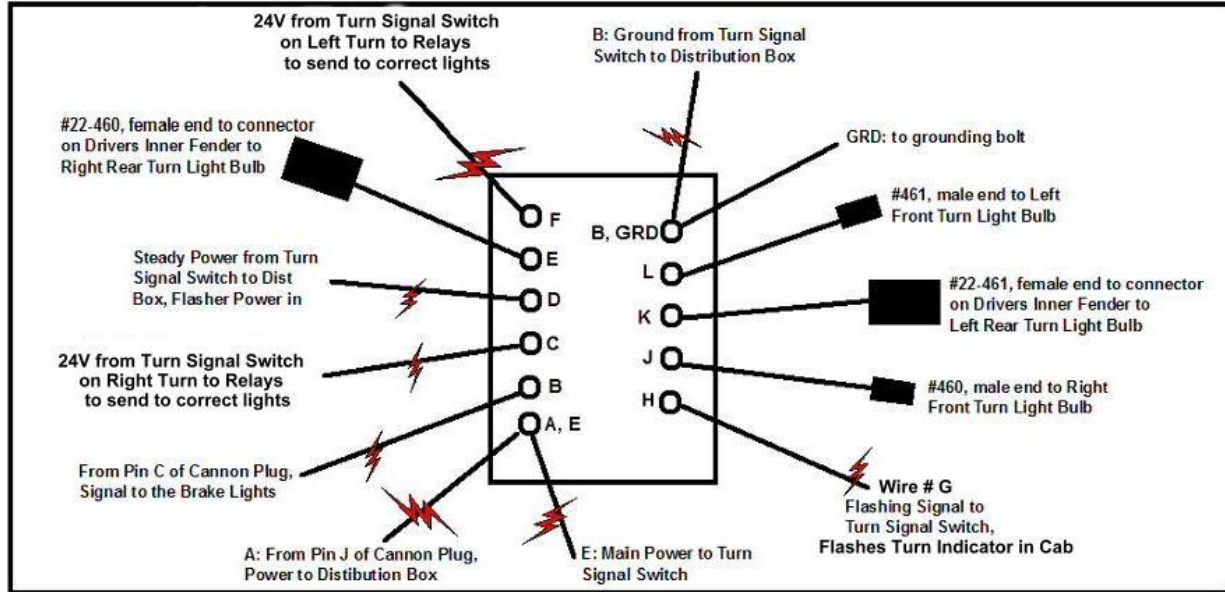 24V from Turn Signal Switch
on Left Turn to Relays
to send to correct lights
B: Ground from Turn Signal
Switch to Distribution Box
#22-460, female end to connector
on Drivers Inner Fender to
Right Rear Turn Light Bulb
GRD: to grounding bolt
#461, male end to Left
Front Turn Light Bulb
F
B, GRD
E
L
Steady Power from Turn
Signal Switch to Dist
Box, Flasher Power in
D
K
#22-461, female end to connector
on Drivers Inner Fender to
Left Rear Turn Light Bulb
C
J
24V from Turn Signal Switch
on Right Turn to Relays
to send to correct lights
B
H
#460, male end to Right
Front Turn Light Bulb
A, E
From Pin C of Cannon Plug,
Signal to the Brake Lights
Wire # G
Flashing Signal to
Turn Signal Switch,
Flashes Turn Indicator in Cab
A: From Pin J of Cannon Plug,
Power to Distibution Box
E: Main Power to Turn
Signal Switch